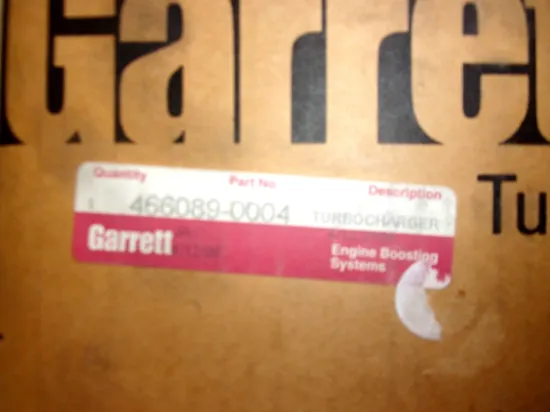 Garrett
Tu
Quantity Part No Description
1 466089-0004 TURBOCHARGER
Garrett
Engine Boosting
Systems